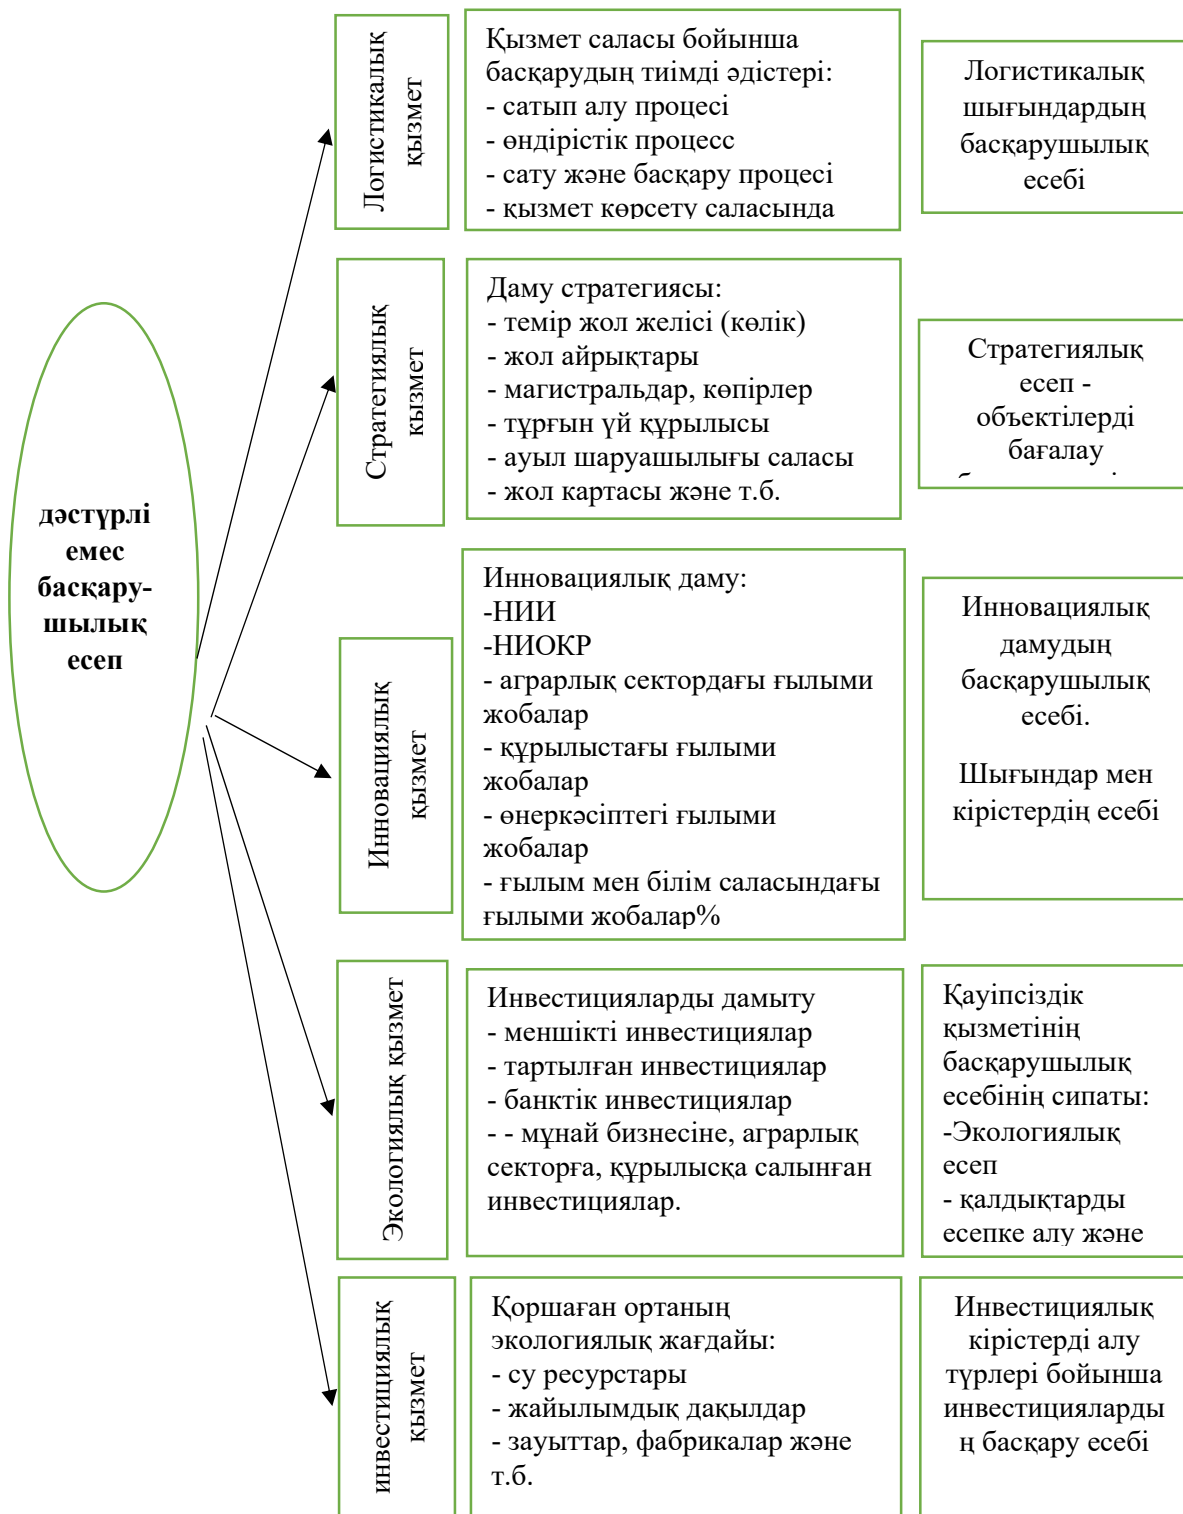 дәстүрлі
емес
басқару-
шылық
есеп
Логистикалық
қызмет
Қызмет саласы бойынша
басқарудың тиімді әдістері:
- сатып алу процесі
- өндірістік процесс
- сату және басқару процесі
- қызмет көрсету саласында
Логистикалық
шығындардың
басқарушылық
есебі
Стратегиялық
қызмет
Даму стратегиясы:
- темір жол желісі (көлік)
- жол айрықтары
- магистральдар, көпірлер
- тұрғын үй құрылысы
- ауыл шаруашылығы саласы
- жол картасы және т.б.
Стратегиялық
есеп -
объектілерді
бағалау
Инновациялық
қызмет
Инновациялық даму:
-НИИ
-НИОКР
- аграрлық сектордағы ғылыми
жобалар
- құрылыстағы ғылыми
жобалар
- өнеркәсіптегі ғылыми
жобалар
- ғылым мен білім саласындағы
ғылыми жобалар%
Инновациялық
дамудың
басқарушылық
есебі.
Шығындар мен
кірістердің есебі
Экологиялық қызмет
Инвестицияларды дамыту
- меншікті инвестициялар
- тартылған инвестициялар
- банктік инвестициялар
- - мұнай бизнесіне, аграрлық
секторға, құрылысқа салынған
инвестициялар.
Қауіпсіздік
қызметінің
басқарушылық
есебінің сипаты:
-Экологиялық
есеп
- қалдықтарды
есепке алу және
инвестициялық
қызмет
Қоршаған ортаның
экологиялық жағдайы:
- су ресурстары
- жайылымдық дақылдар
- зауыттар, фабрикалар және
т.б.
Инвестициялық
кірістерді алу
түрлері бойынша
инвестицияларды
ң басқару есебі